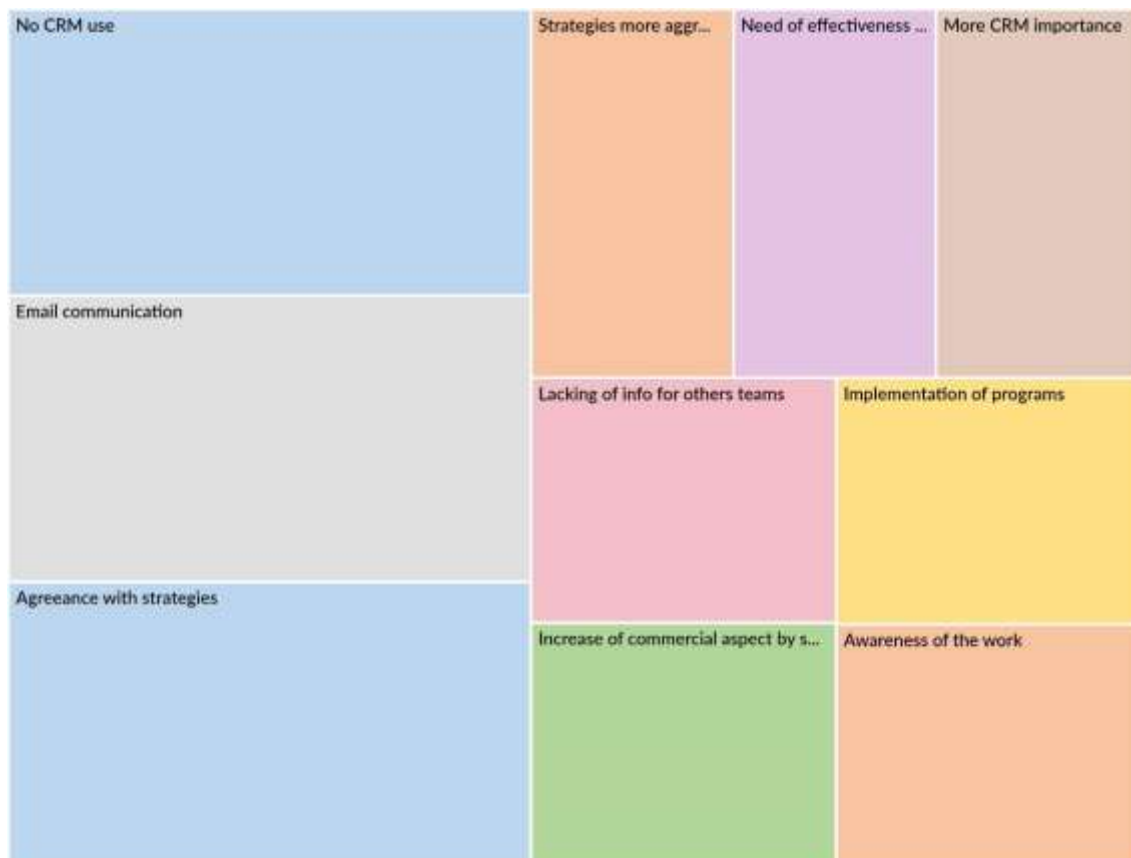 No CRM use
Strategies more aggr...
Need of effectiveness ...
More CRM importance
Email communication
Lacking of info for others teams
Implementation of programs
Agreeance with strategies
Increase of commercial aspect by s...
Awareness of the work